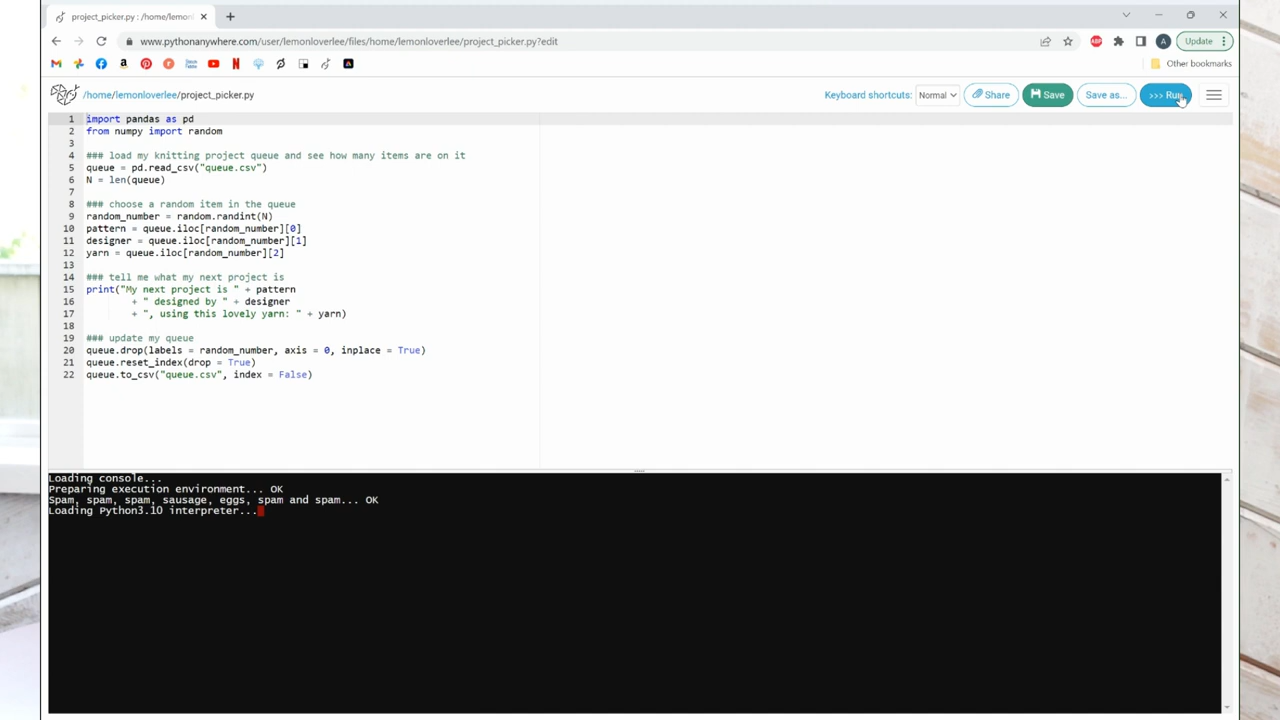 project_picker.py : /home/lemonl
www.pythonanywhere.com/user/lemonloverlee/files/home/lemonloverlee/project_picker.py?edit
ABP
A
Update
Other bookmarks
/home/lemonloverlee/project_picker.py
Keyboard shortcuts: Normal
Share
Save
Save as...
>>> Run
1 import pandas as pd
2 from numpy import random
3
4 ### load my knitting project queue and see how many items are on it
5 queue = pd.read_csv("queue.csv")
6 N = len(queue)
7
8 ### choose a random item in the queue
9 random_number = random.randint(N)
10 pattern = queue.iloc[random_number][0]
11 designer = queue.iloc[random_number][1]
12 yarn = queue.iloc[random_number][2]
13
14 ### tell me what my next project is
15 print("My next project is " + pattern
16 + " designed by " + designer
17 + ", using this lovely yarn: " + yarn)
18
19 ### update my queue
20 queue.drop(labels = random_number, axis = 0, inplace = True)
21 queue.reset_index(drop = True)
22 queue.to_csv("queue.csv", index = False)
Loading console...
Preparing execution environment... OK
Spam, spam, spam, sausage, eggs, spam and spam... OK
Loading Python3.10 interpreter...